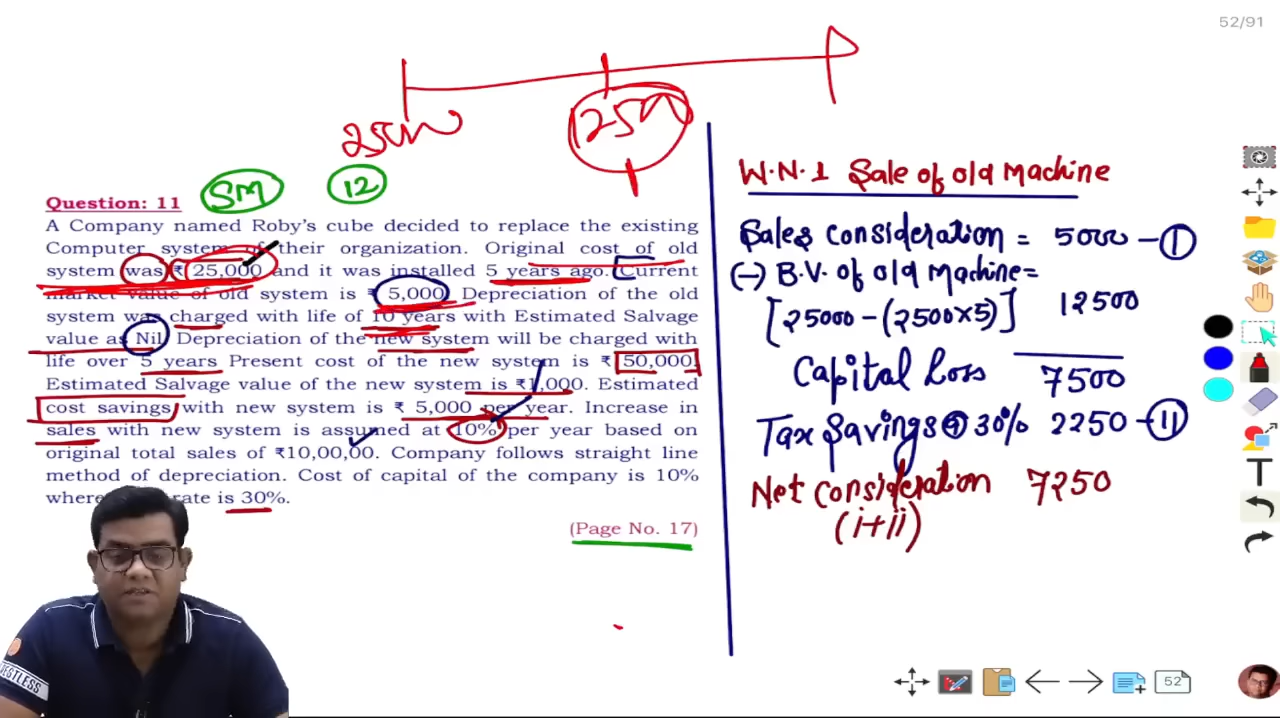 52/91
25000
12500
SM
12
Question: 11
A Company named Roby's cube decided to replace the existing
Computer system of their organization. Original cost of old
system was ₹ 25,000 and it was installed 5 years ago. Current
market value of old system is ₹ 5,000. Depreciation of the old
system was charged with life of 10 years with Estimated Salvage
value as Nil. Depreciation of the new system will be charged with
life over 5 years Present cost of the new system is ₹ 50,000.
Estimated Salvage value of the new system is ₹1,000. Estimated
cost savings with new system is ₹ 5,000 per year. Increase in
sales with new system is assumed at 10% per year based on
original total sales of ₹10,00,00. Company follows straight line
method of depreciation. Cost of capital of the company is 10%
rate is 30%.
(Page No. 17)
W.N.1 Sale of old Machine
Sales consideration = 5000 - I
(-) B.V. of old Machine =
[25000 - (2500×5)] 12500
Capital Loss 7500
Tax Savings @ 30% 2250 - II
Net consideration 7250
(i+ii)
RESTLESS
T
52